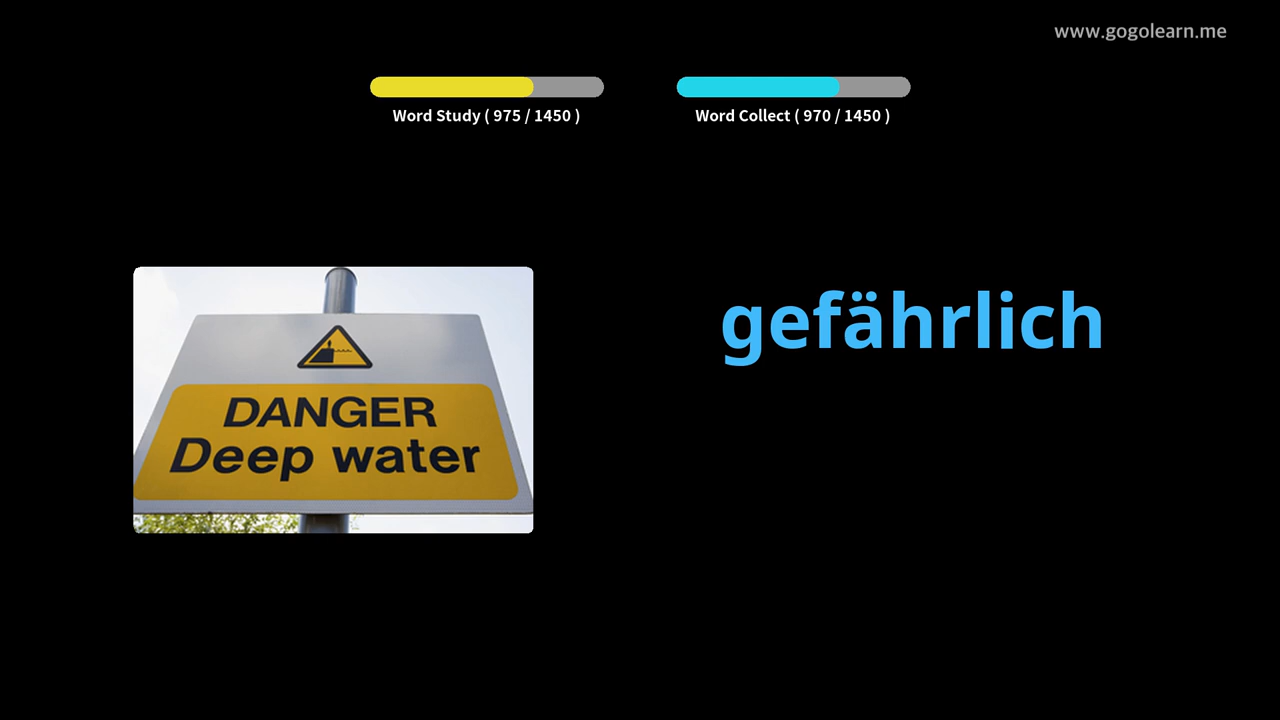 www.gogolearn.me
Word Study ( 975 / 1450 )
Word Collect ( 970 / 1450 )
DANGER
Deep water
gefährlich